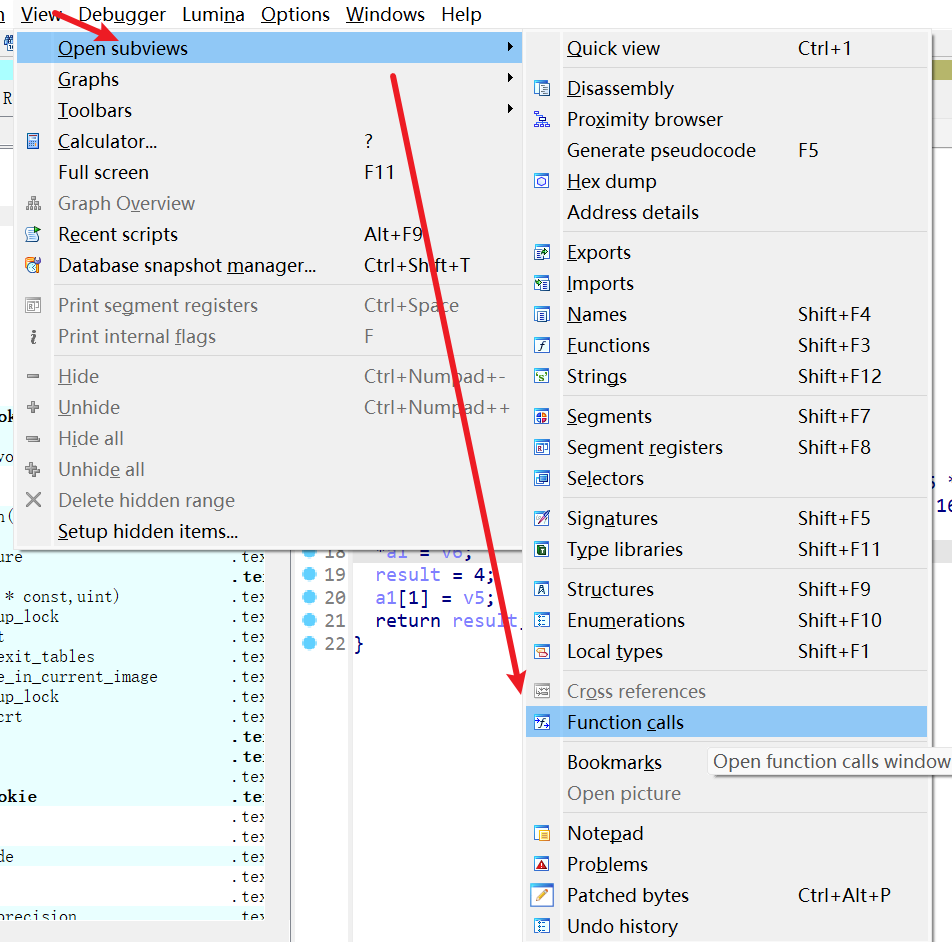 View Debugger Lumina Options Windows Help
Open subviews
Graphs
Toolbars
Calculator... ?
Full screen F11
Graph Overview
Recent scripts Alt+F9
Database snapshot manager... Ctrl+Shift+T
Print segment registers Ctrl+Space
Print internal flags F
Hide Ctrl+Numpad+-
Unhide Ctrl+Numpad++
Hide all
Unhide all
Delete hidden range
Setup hidden items...
Quick view Ctrl+1
Disassembly
Proximity browser
Generate pseudocode F5
Hex dump
Address details
Exports
Imports
Names Shift+F4
Functions Shift+F3
Strings Shift+F12
Segments Shift+F7
Segment registers Shift+F8
Selectors
Signatures Shift+F5
Type libraries Shift+F11
Structures Shift+F9
Enumerations Shift+F10
Local types Shift+F1
Cross references
Function calls
Bookmarks
Open function calls window
Open picture
Notepad
Problems
Patched bytes Ctrl+Alt+P
Undo history
ure .tex
.te
* const,uint) .tex
up_lock .tex
t .tex
exit_tables .tex
e_in_current_image .tex
up_lock .tex
crt .tex
.te
.te
.tex
okie .te
.tex
.tex
de .tex
.tex
.tex
precision .tex
18 *a1 = v6;
19 result = 4;
20 a1[1] = v5;
21 return result
22 }